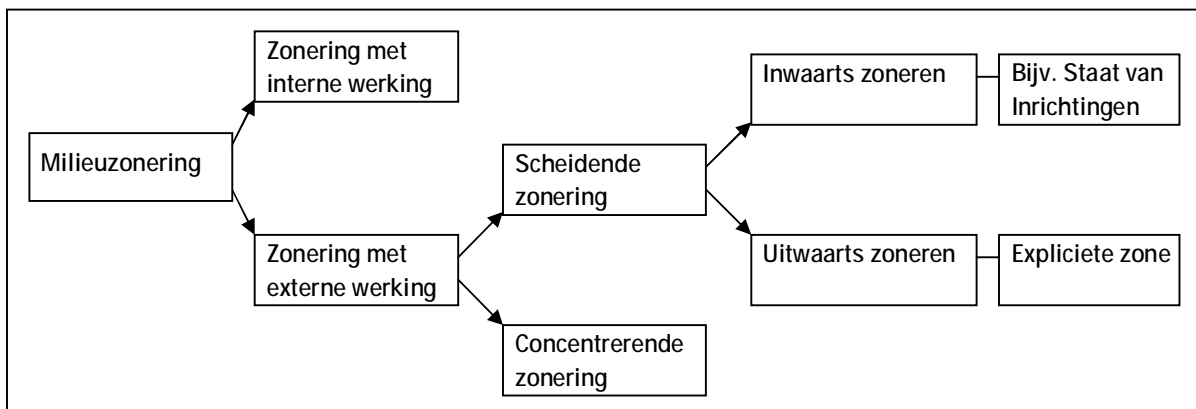 Zonering met
interne werking
Inwaarts zoneren
Bijv. Staat van
Inrichtingen
Milieuzonering
Scheidende
zonering
Zonering met
externe werking
Uitwaarts zoneren
Expliciete zone
Concentrerende
zonering